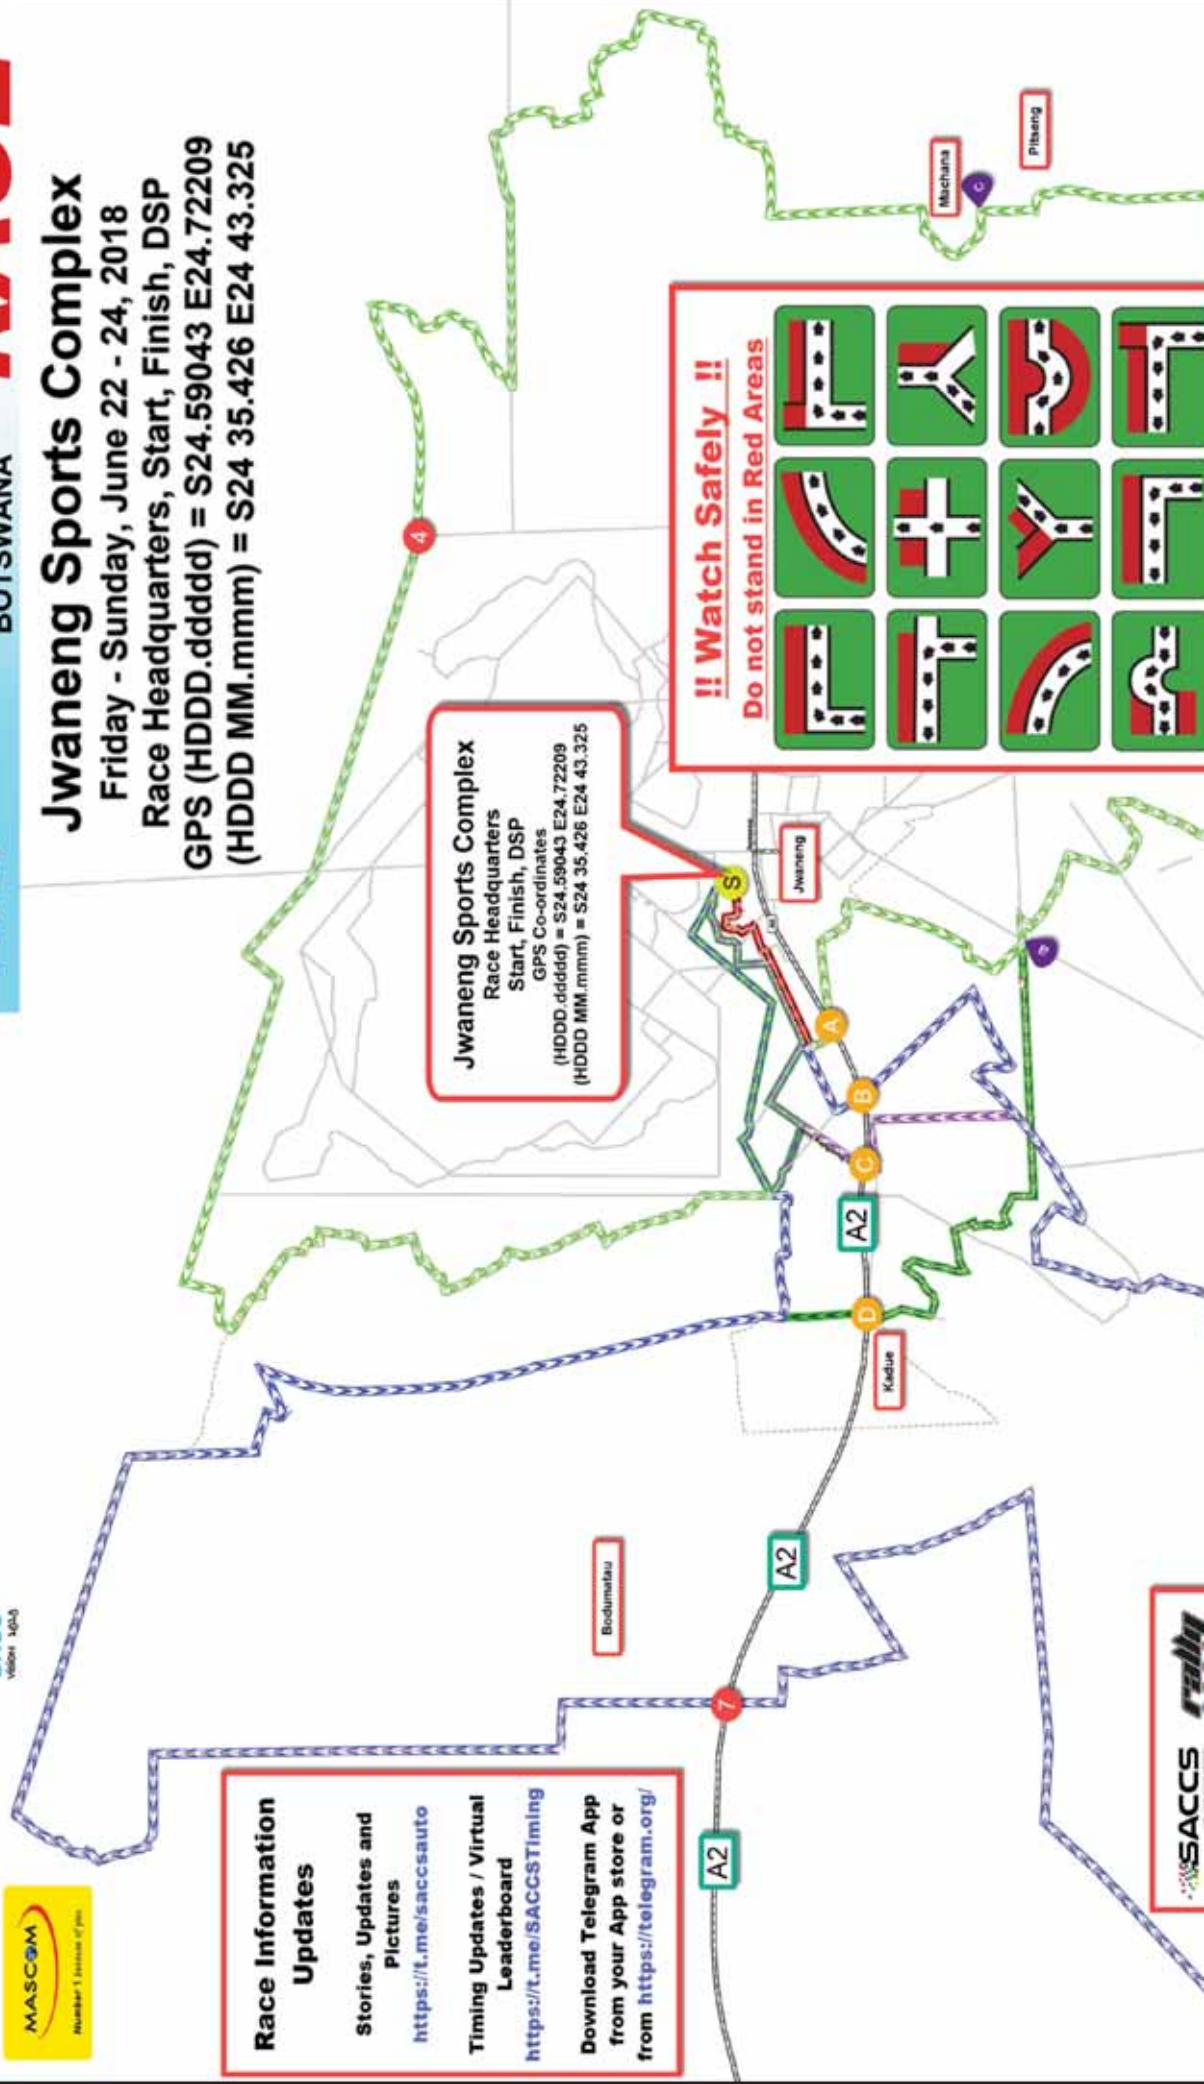 BOTSWANA
RACE
Jwaneng Sports Complex
Friday - Sunday, June 22 - 24, 2018
Race Headquarters, Start, Finish, DSP
GPS (HDDD.ddddd) = S24.59043 E24.72209
(HDDD MM.mmm) = S24 35.426 E24 43.325
MASCOM
4
Jwaneng Sports Complex
Race Headquarters
Start, Finish, DSP
GPS Co-ordinates
(HDDD.ddddd) = S24.59043 E24.72209
(HDDD MM.mmm) = S24 35.426 E24 43.325
S
Jwaneng
A
B
C
A2
D
Kadue
A2
Bodumatau
7
A2
Machana
C
Pitseng
!! Watch Safely !!
Do not stand in Red Areas
Race Information
Updates
Stories, Updates and
Pictures
https://t.me/saccsauto
Timing Updates / Virtual
Leaderboard
https://t.me/SACCSTiming
Download Telegram App
from your App store or
from https://telegram.org/
SACCS
rally